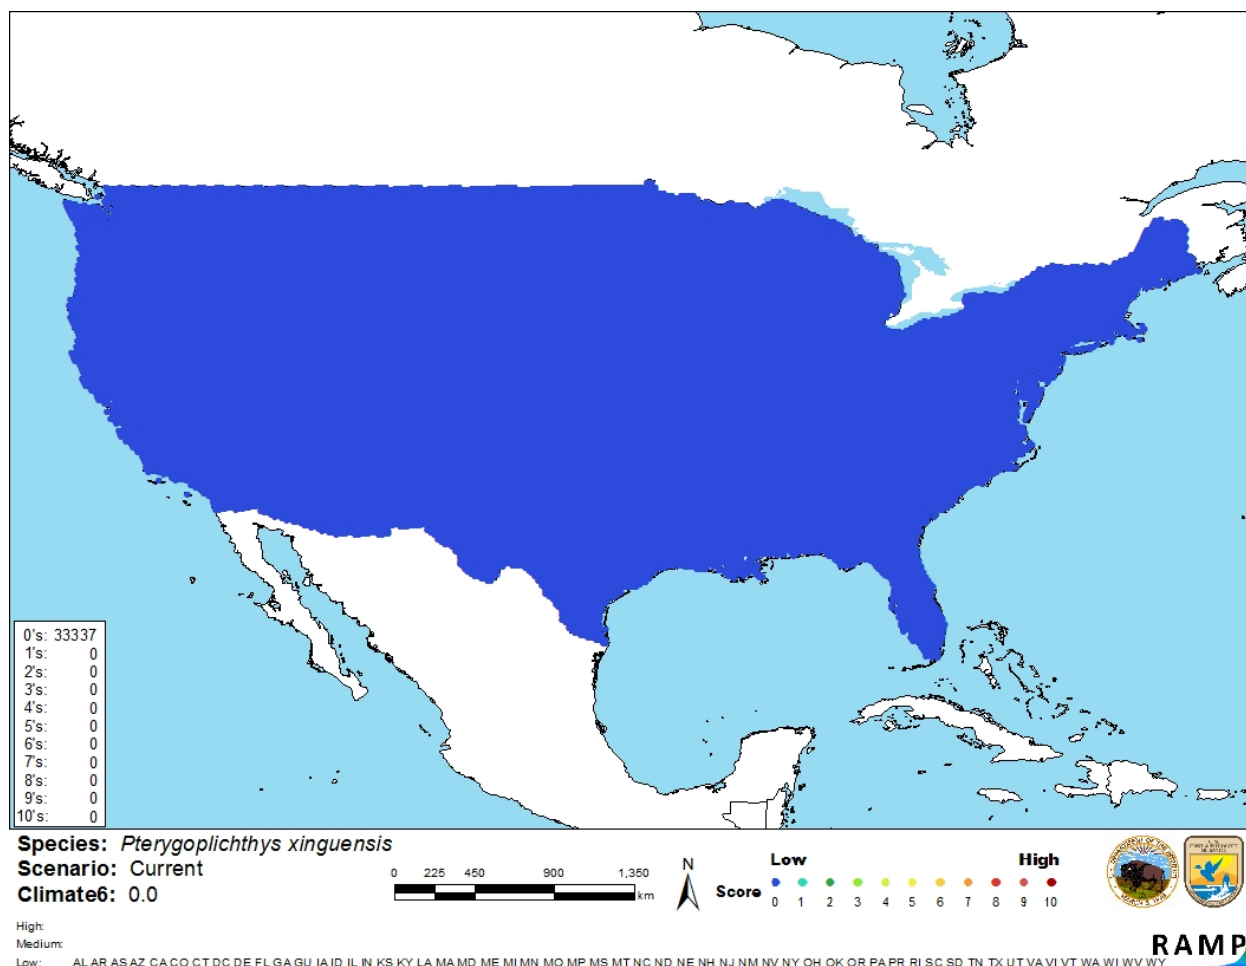 0's: 33337
1's: 0
2's: 0
3's: 0
4's: 0
5's: 0
6's: 0
7's: 0
8's: 0
9's: 0
10's: 0
Species: Pterygoplichthys xinguensis
Scenario: Current
Climate6: 0.0
0 225 450 900 1,350
km
N
Low High
Score
0 1 2 3 4 5 6 7 8 9 10
High:
Medium:
Low: AL AR AS AZ CA CO CT DC DE FL GA GU IA ID IL IN KS KY LA MA MD ME MI MN MO MP MS MT NC ND NE NH NJ NM NV NY OH OK OR PA PR RI SC SD TN TX UT VA VI VT WA WI WV WY
RAMP